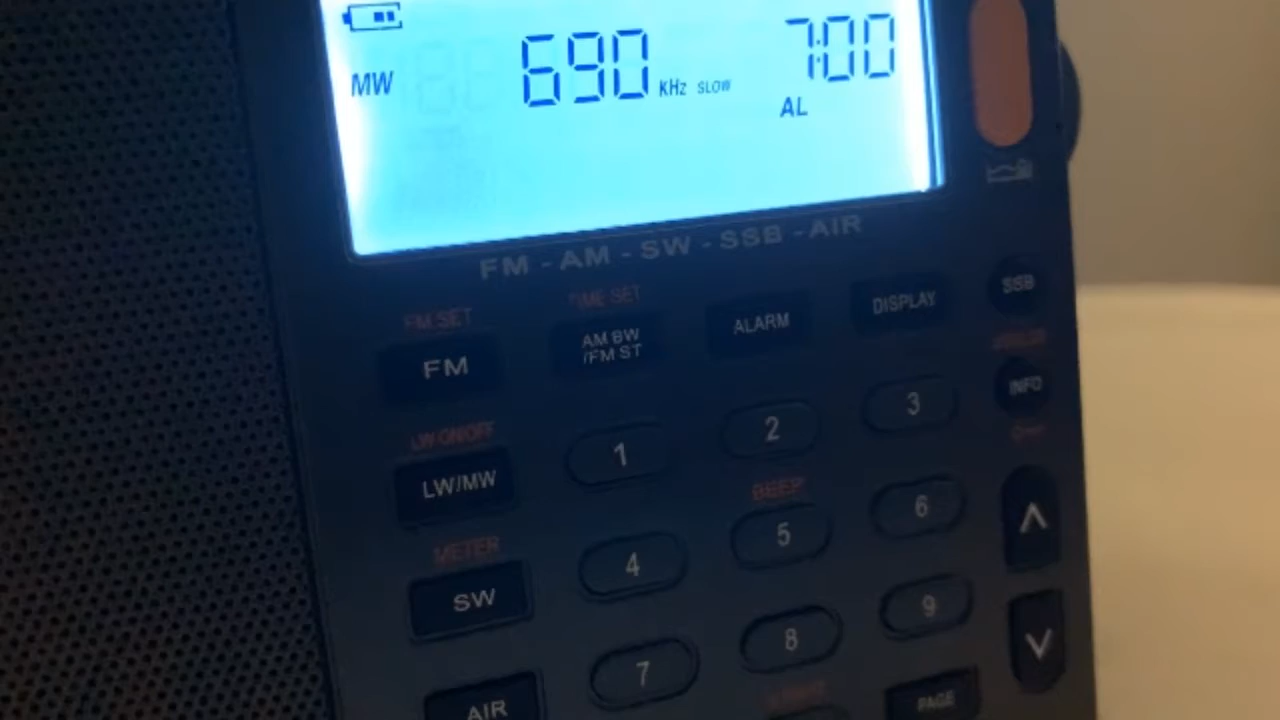 690 7:00
MW KHz SLOW
AL
FM - AM - SW - SSB - AIR
FM SET TIME SET
FM AM BW /FM ST ALARM DISPLAY SSB
LW ON/OFF
LW/MW 1 2 3 INFO
METER BEEP
SW 4 5 6
AIR 7 8 9
PAGE